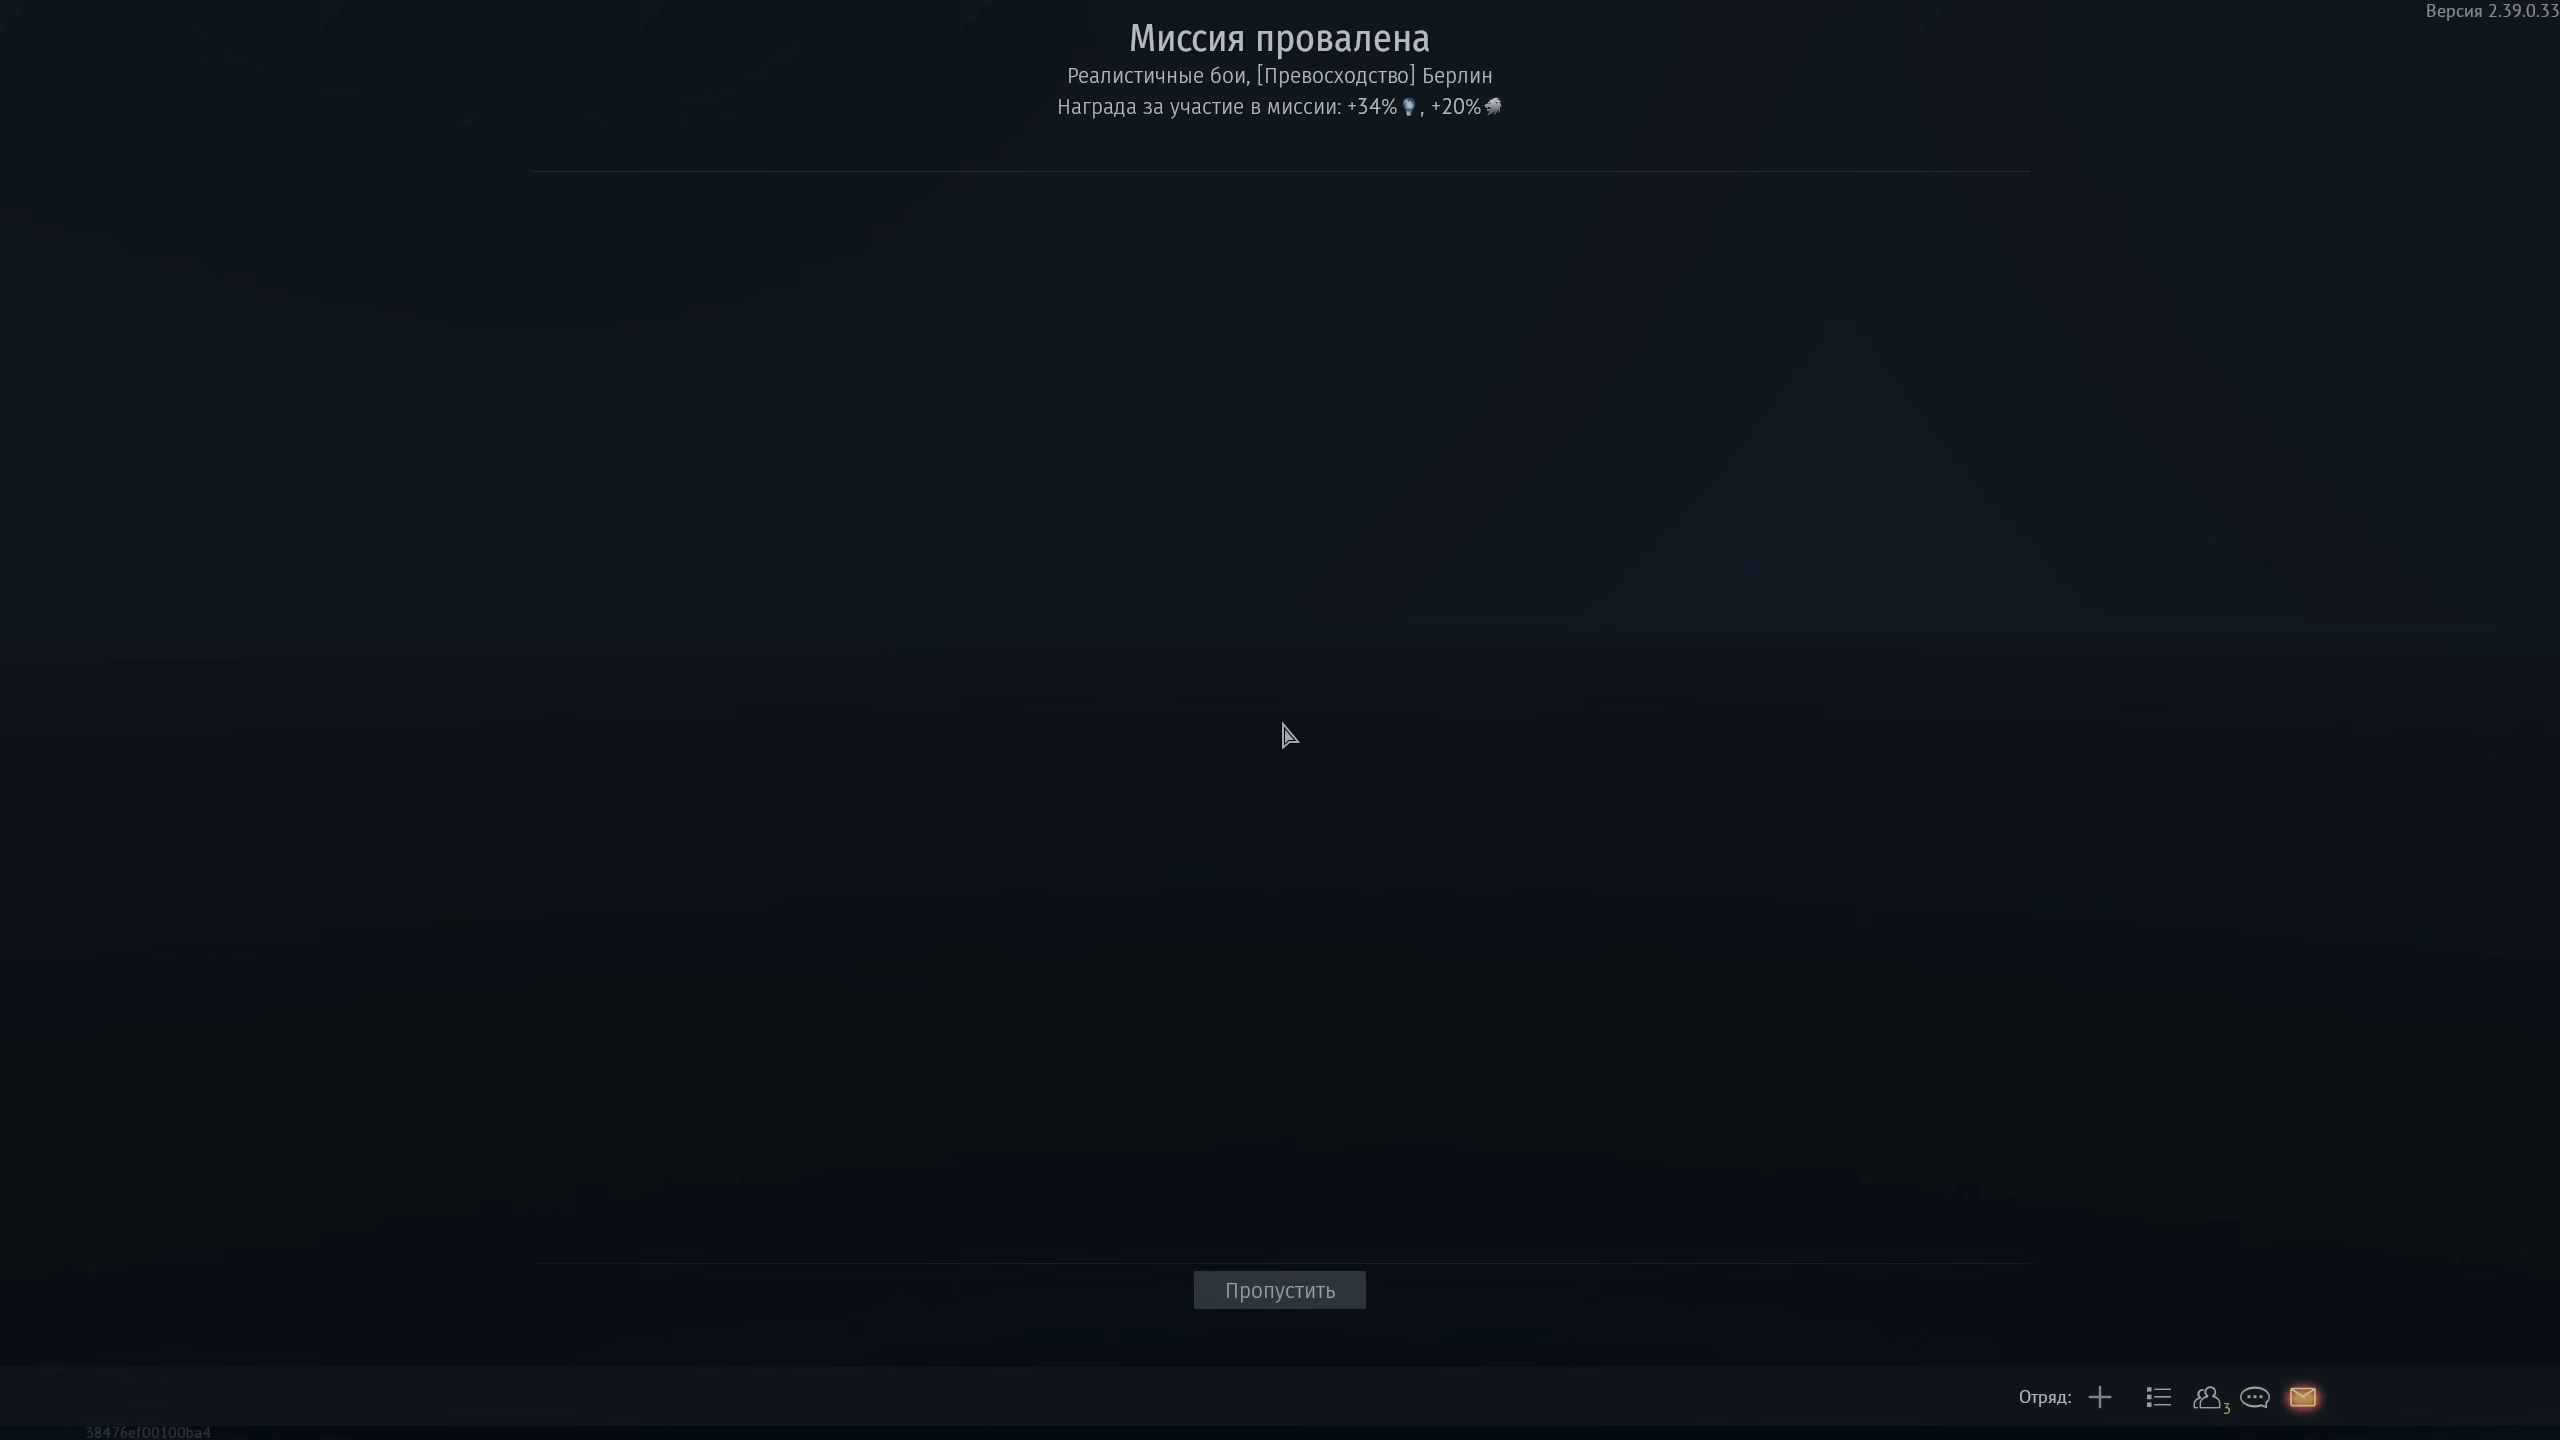 Версия 2.39.0.33
Миссия провалена
Реалистичные бои, [Превосходство] Берлин
Награда за участие в миссии: +34%, +20%
Пропустить
Отряд:
3
38476ef00100ba4